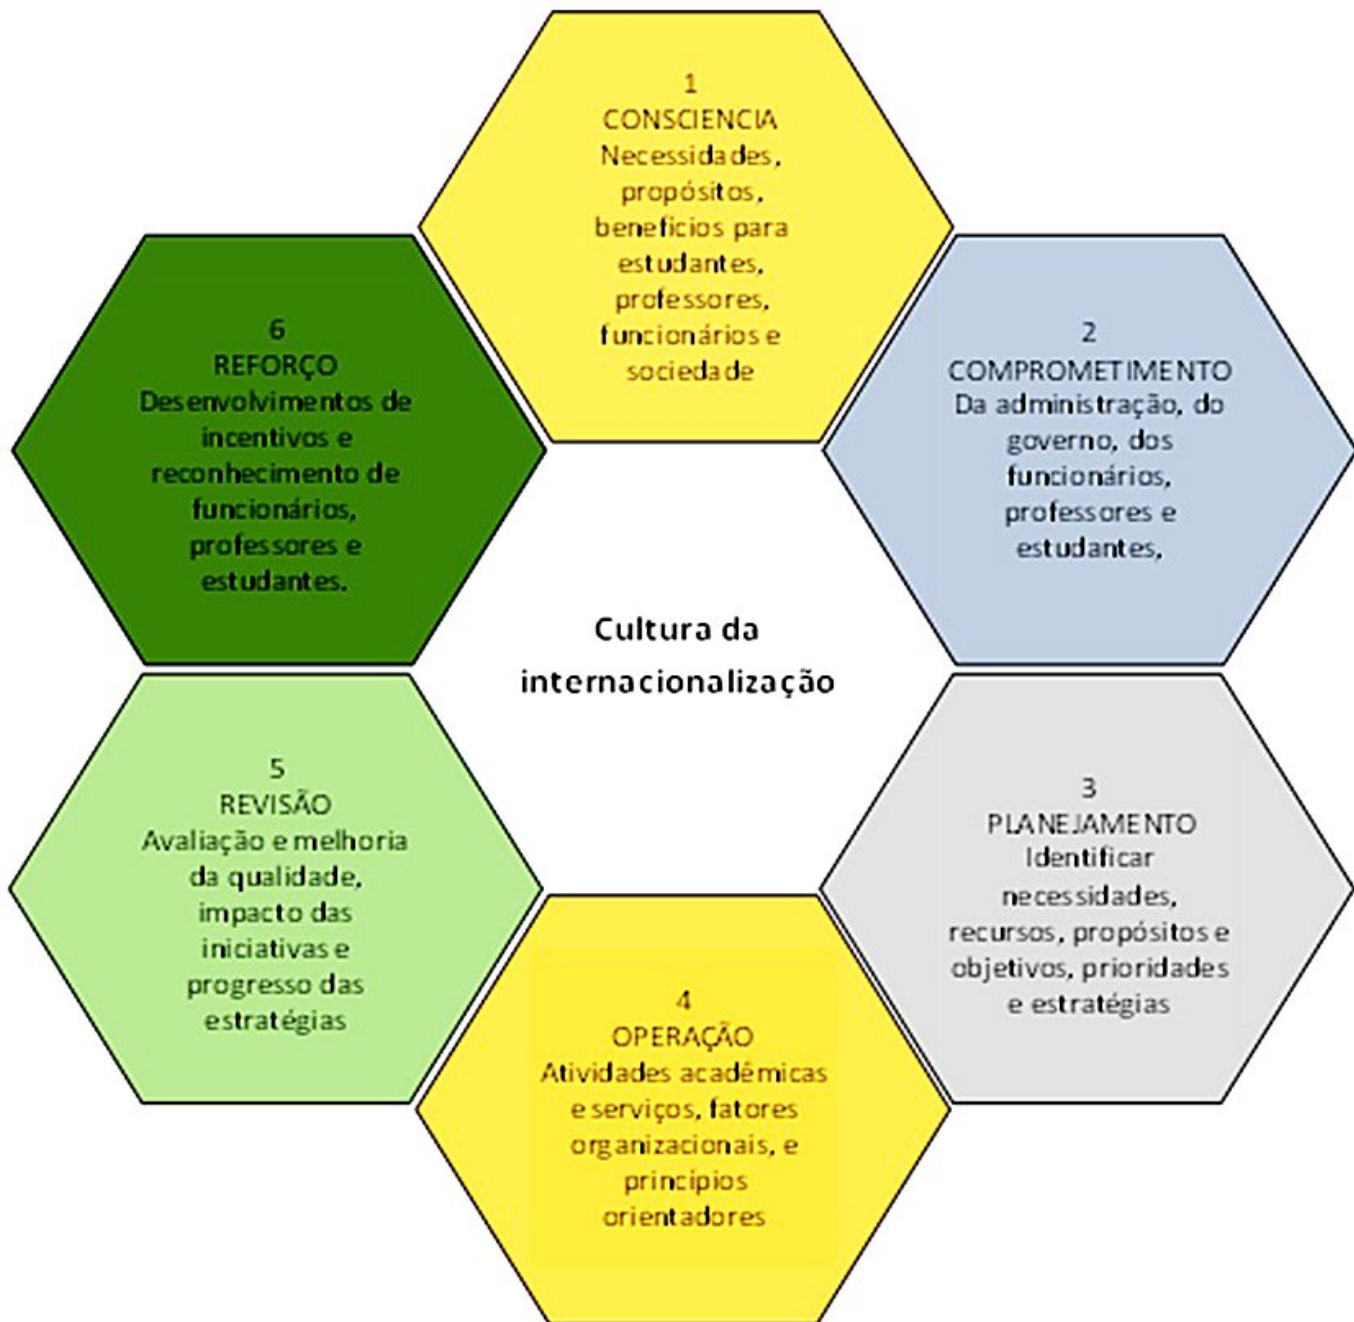 1
CONSCIENCIA
Necessidades,
propósitos,
benefícios para
estudantes,
professores,
funcionários e
sociedade
2
COMPROMETIMENTO
Da administração, do
governo, dos
funcionários,
professores e
estudantes,
3
PLANEJAMENTO
Identificar
necessidades,
recursos, propósitos e
objetivos, prioridades
e estratégias
4
OPERAÇÃO
Atividades acadêmicas
e serviços, fatores
organizacionais, e
princípios
orientadores
5
REVISÃO
Avaliação e melhoria
da qualidade,
impacto das
iniciativas e
progresso das
estratégias
6
REFORÇO
Desenvolvimentos de
incentivos e
reconhecimento de
funcionários,
professores e
estudantes.
Cultura da
internacionalização